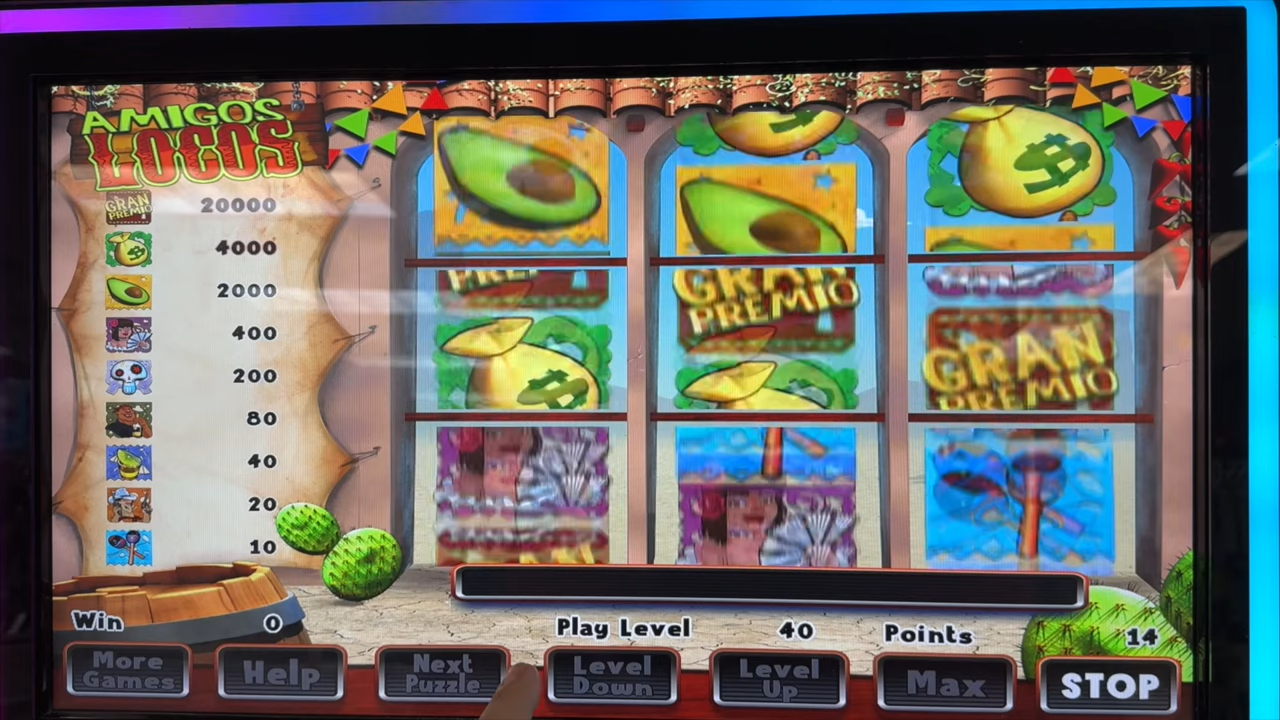 AMIGOS
LOCOS
GRAN
PREMIO
20000
4000
2000
400
200
80
40
20
10
GRAN
PREMIO
GRAN
PREMIO
Win 0
Play Level 40
Points 14
More
Games
Help
Next
Puzzle
Level
Down
Level
Up
Max
STOP